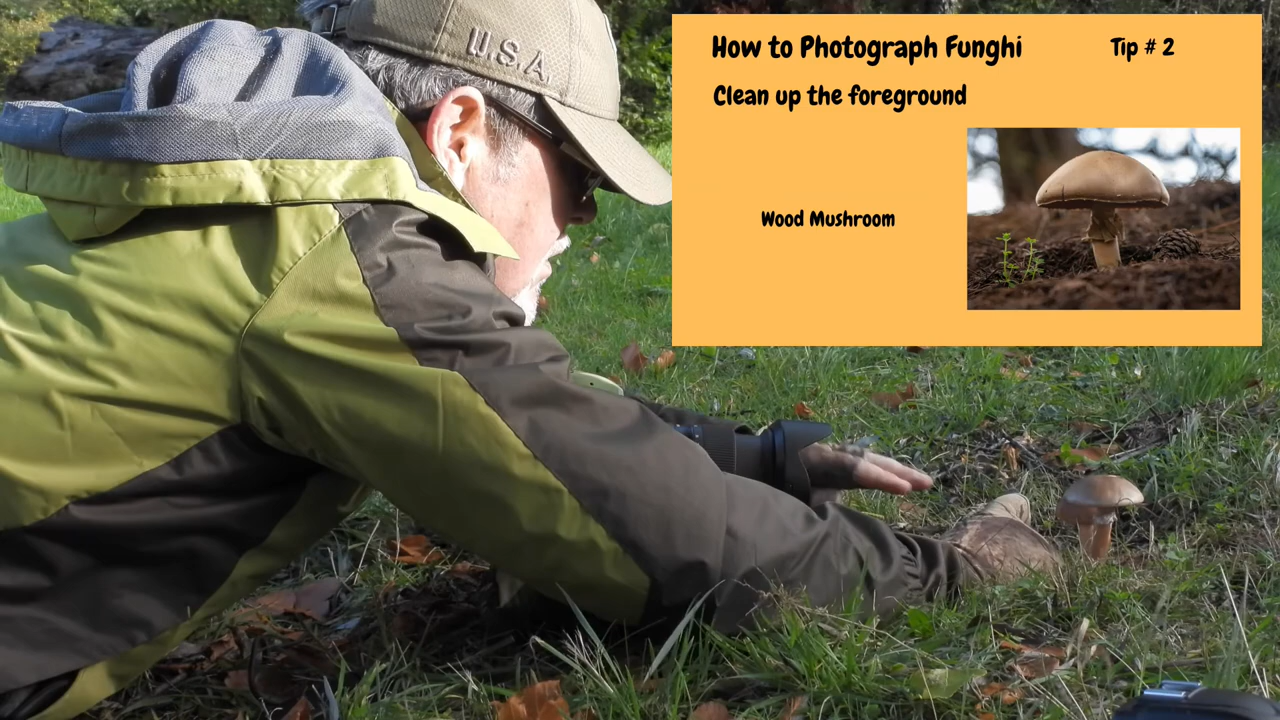 U.S.A.
How to Photograph Funghi
Tip # 2
Clean up the foreground
Wood Mushroom